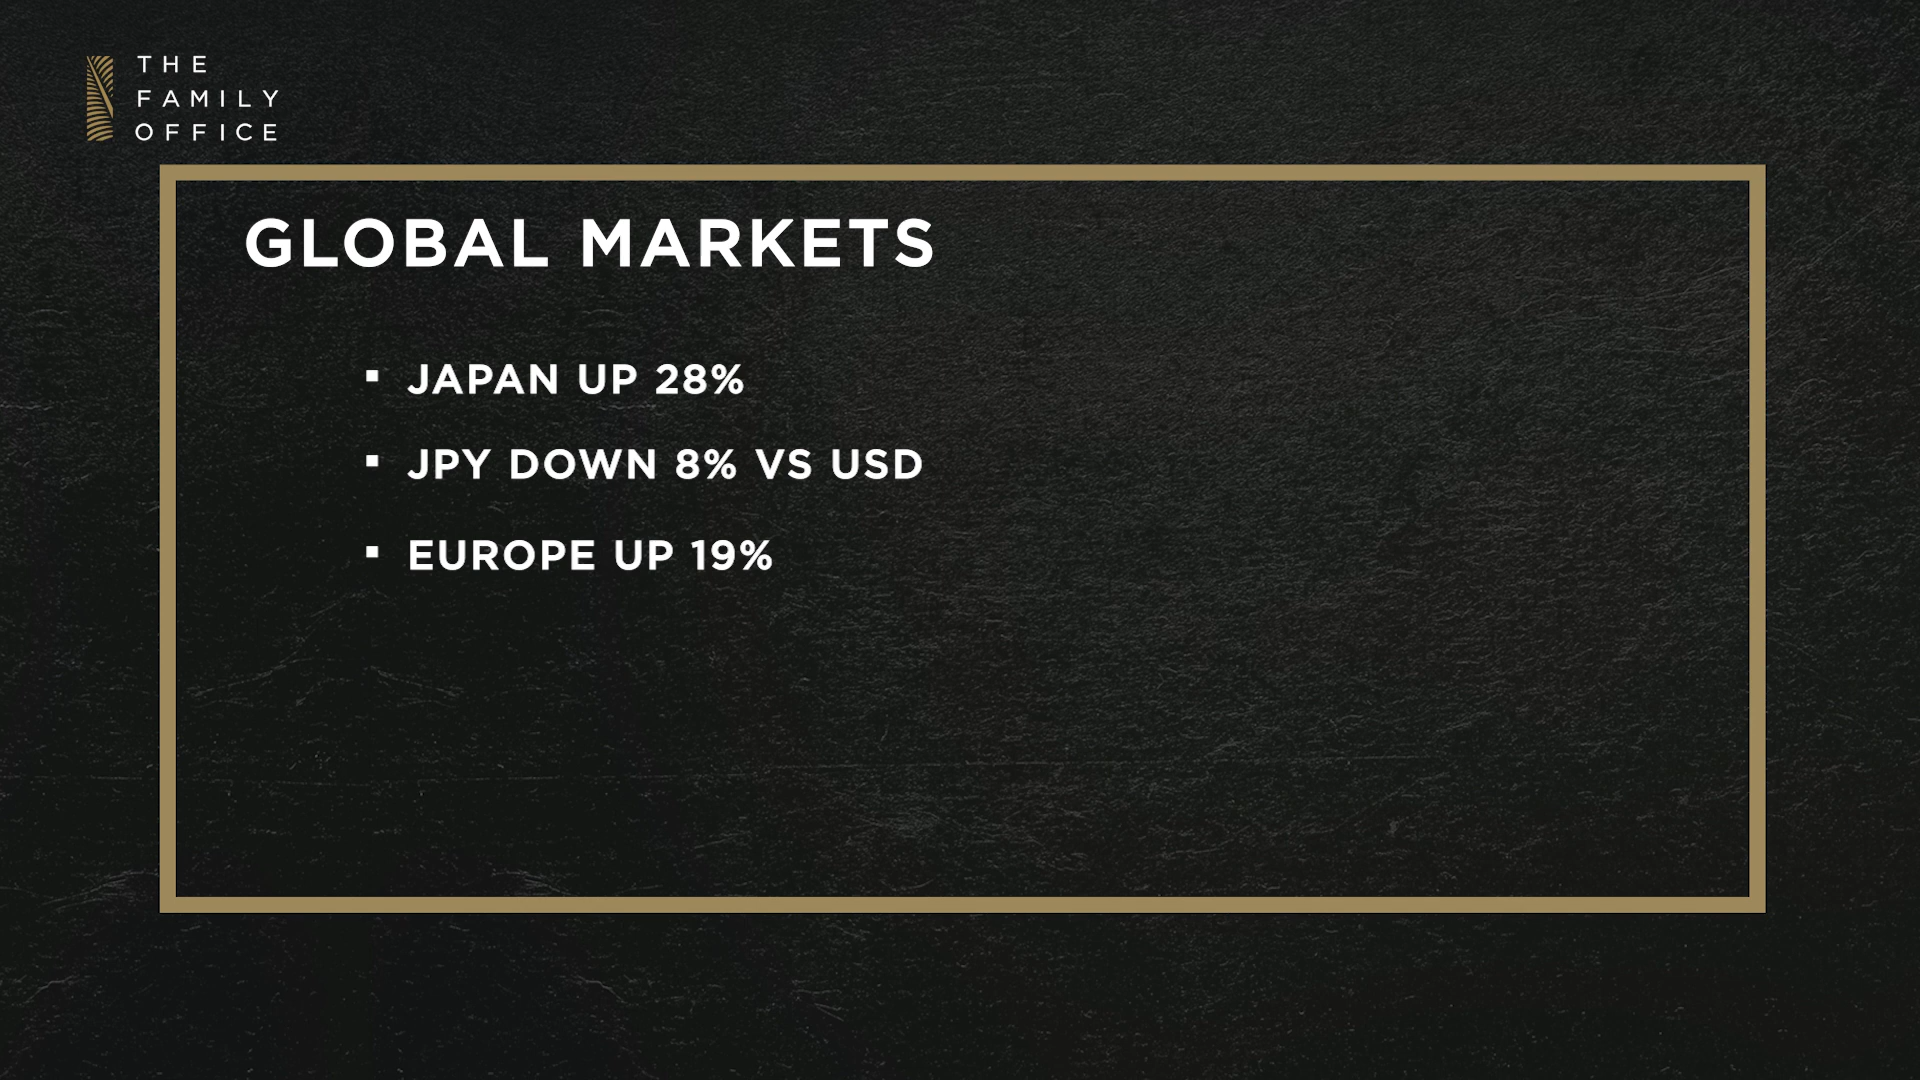 THE
FAMILY
OFFICE
GLOBAL MARKETS
▪ JAPAN UP 28%
▪ JPY DOWN 8% VS USD
▪ EUROPE UP 19%